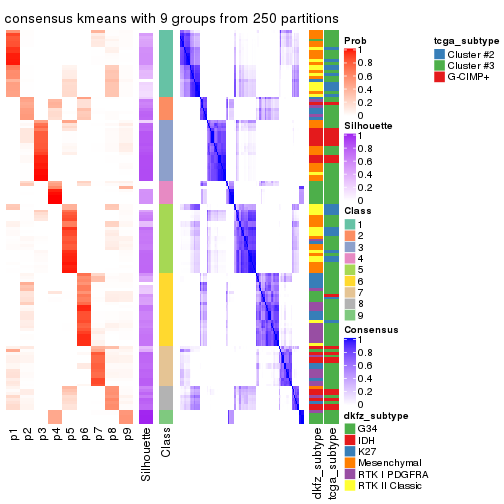 consensus kmeans with 9 groups from 250 partitions
p1
p2
p3
p4
p5
p6
p7
p8
p9
Silhouette
Class
dkfz_subtype
tcga_subtype
Prob
1
0.8
0.6
0.4
0.2
0
Silhouette
1
0.8
0.6
0.4
0.2
0
Class
1
2
3
4
5
6
7
8
9
Consensus
1
0.8
0.6
0.4
0.2
0
dkfz_subtype
G34
IDH
K27
Mesenchymal
RTK I PDGFRA
RTK II Classic
tcga_subtype
Cluster #2
Cluster #3
G-CIMP+